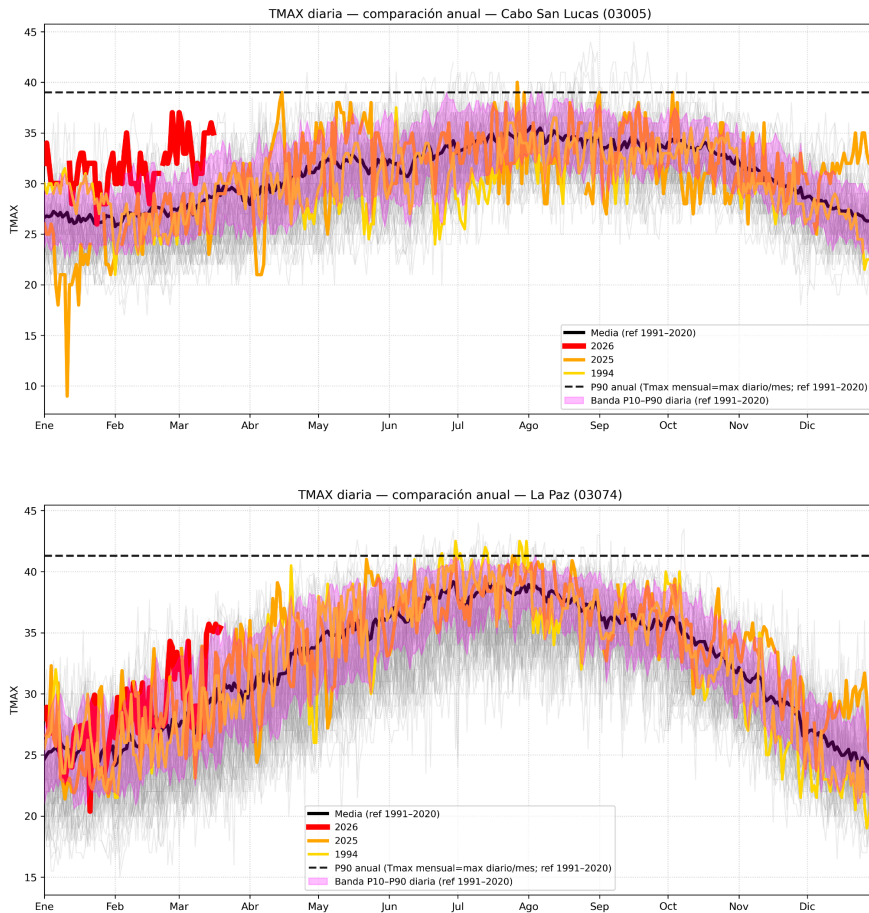 TMAX diaria — comparación anual — Cabo San Lucas (03005)
45
40
35
30
25
20
15
10
TMAX
Ene Feb Mar Abr May Jun Jul Ago Sep Oct Nov Dic
Media (ref 1991–2020)
2026
2025
1994
P90 anual (Tmax mensual=max diario/mes; ref 1991–2020)
Banda P10–P90 diaria (ref 1991–2020)
TMAX diaria — comparación anual — La Paz (03074)
45
40
35
30
25
20
15
TMAX
Ene Feb Mar Abr May Jun Jul Ago Sep Oct Nov Dic
Media (ref 1991–2020)
2026
2025
1994
P90 anual (Tmax mensual=max diario/mes; ref 1991–2020)
Banda P10–P90 diaria (ref 1991–2020)